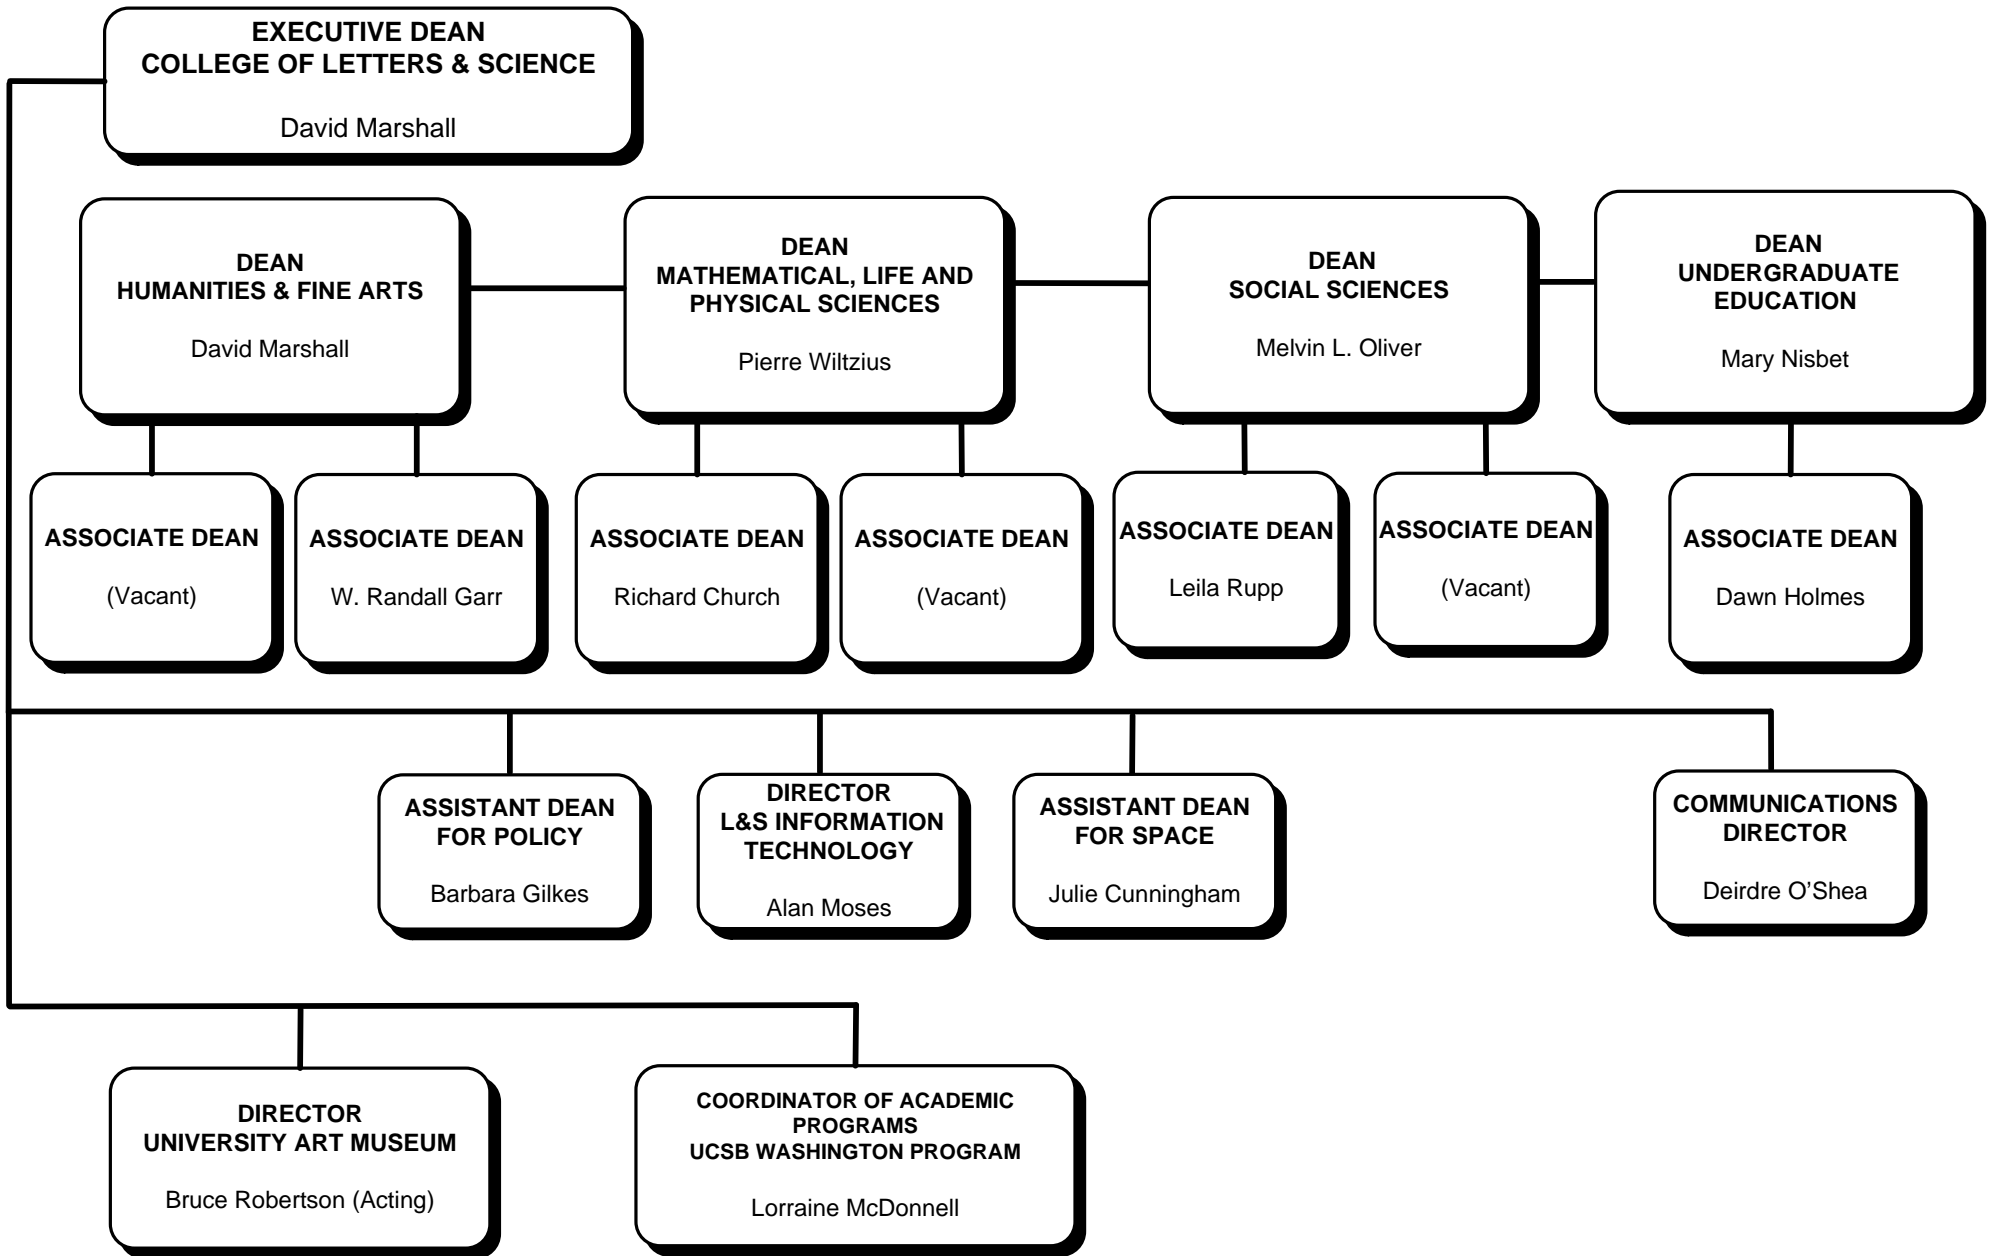 EXECUTIVE DEAN
COLLEGE OF LETTERS & SCIENCE
David Marshall
DEAN
HUMANITIES & FINE ARTS
David Marshall
DEAN
MATHEMATICAL, LIFE AND
PHYSICAL SCIENCES
Pierre Wiltzius
DEAN
SOCIAL SCIENCES
Melvin L. Oliver
DEAN
UNDERGRADUATE
EDUCATION
Mary Nisbet
ASSOCIATE DEAN
(Vacant)
ASSOCIATE DEAN
W. Randall Garr
ASSOCIATE DEAN
Richard Church
ASSOCIATE DEAN
(Vacant)
ASSOCIATE DEAN
Leila Rupp
ASSOCIATE DEAN
(Vacant)
ASSOCIATE DEAN
Dawn Holmes
ASSISTANT DEAN
FOR POLICY
Barbara Gilkes
DIRECTOR
L&S INFORMATION
TECHNOLOGY
Alan Moses
ASSISTANT DEAN
FOR SPACE
Julie Cunningham
COMMUNICATIONS
DIRECTOR
Deirdre O’Shea
DIRECTOR
UNIVERSITY ART MUSEUM
Bruce Robertson (Acting)
COORDINATOR OF ACADEMIC
PROGRAMS
UCSB WASHINGTON PROGRAM
Lorraine McDonnell